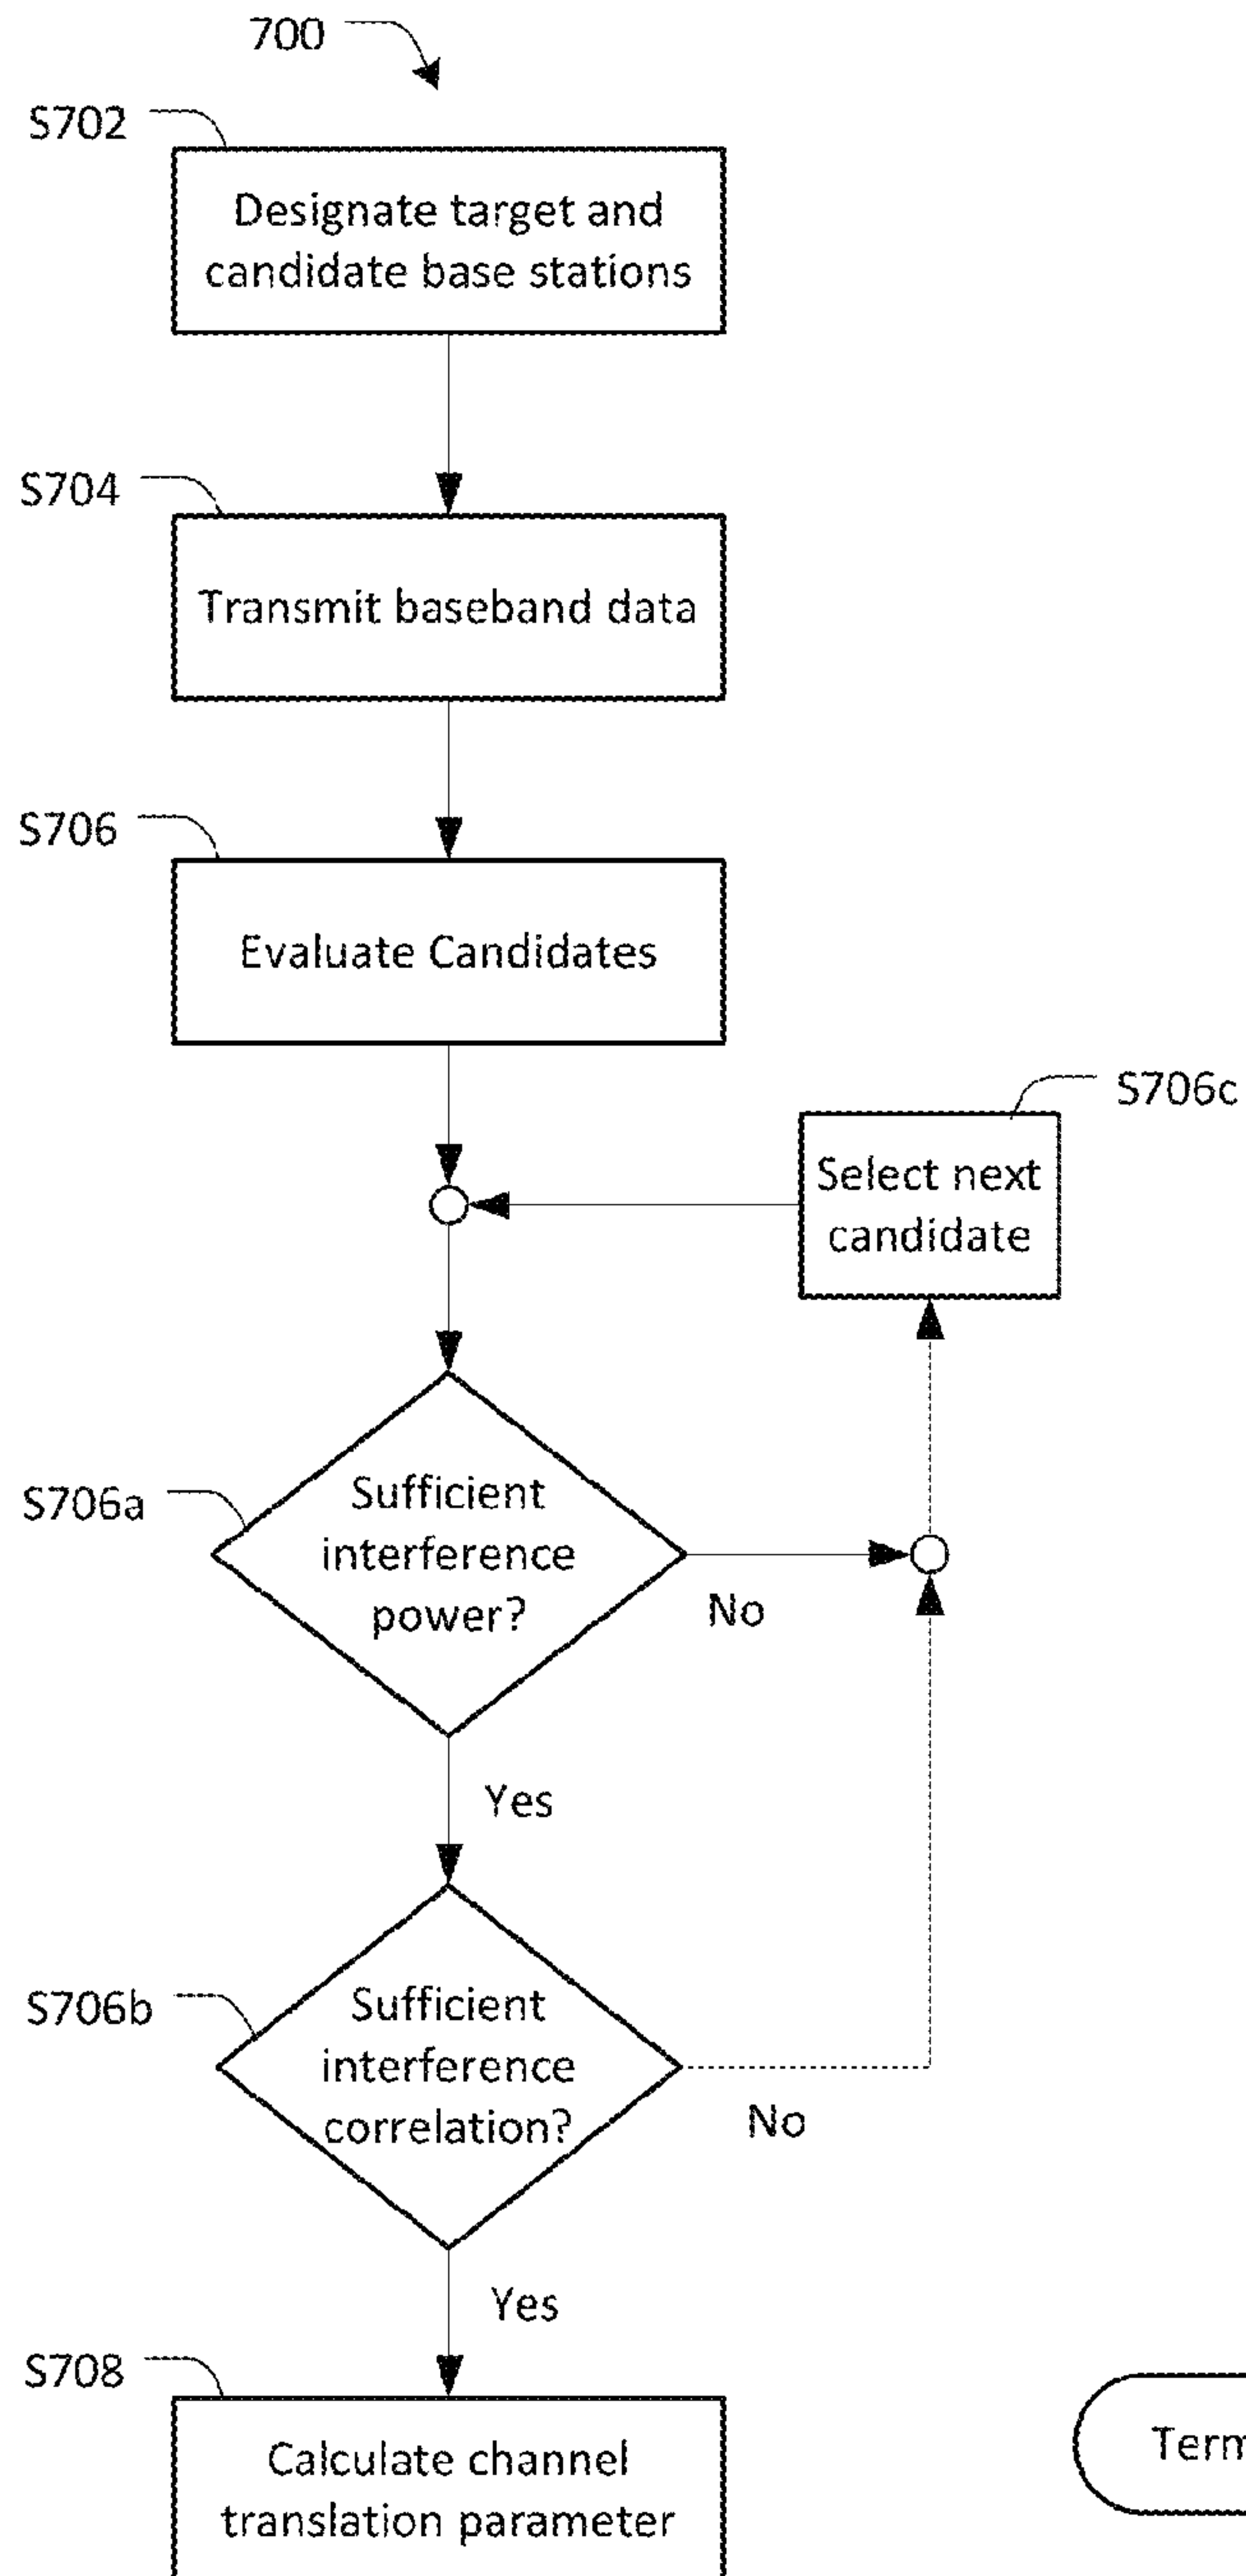 700
S702
Designate target and
candidate base stations
S704
Transmit baseband data
S706
Evaluate Candidates
S706c
Select next
candidate
S706a
Sufficient
interference
power?
No
Yes
S706b
Sufficient
interference
correlation?
No
Yes
S708
Calculate channel
translation parameter